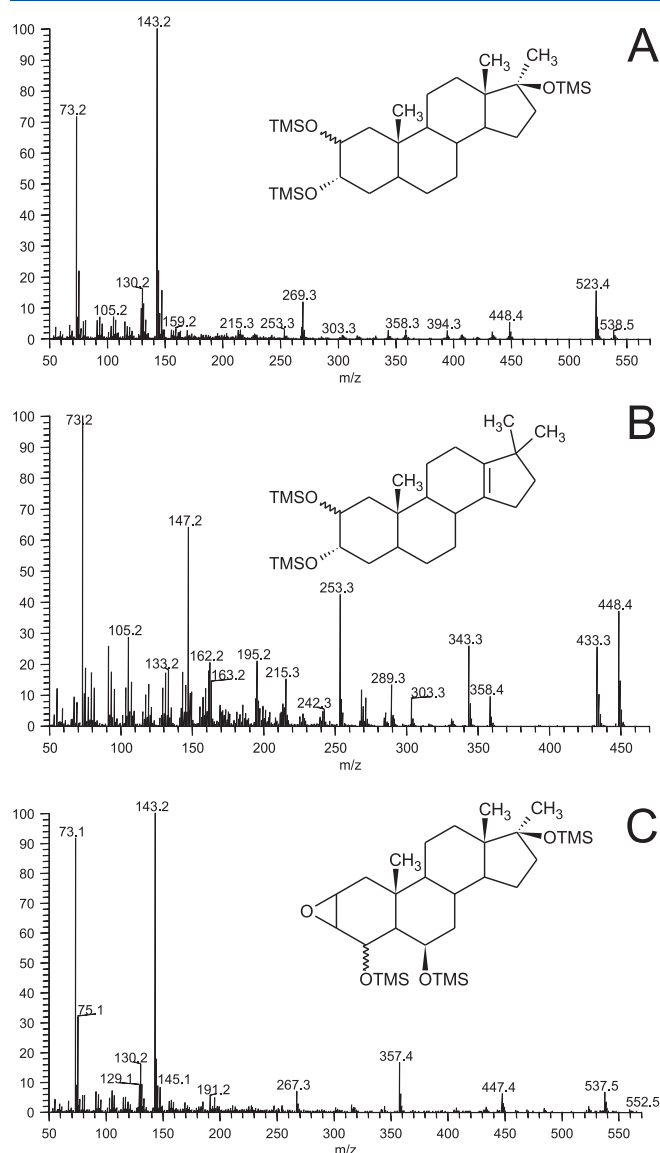 A
100
90
80
70
60
50
40
30
20
10
0
143.2
73.2
130.2
105.2
159.2
215.3
253.3
269.3
303.3
358.3
394.3
448.4
523.4
538.5
CH3
CH3
CH3
OTMS
TMSO
TMSO
50 100 150 200 250 300 350 400 450 500 550
m/z
B
100
90
80
70
60
50
40
30
20
10
0
73.2
147.2
105.2
133.2
162.2
163.2
195.2
215.3
242.3
253.3
289.3
303.3
343.3
358.4
433.3
448.4
H3C
CH3
CH3
TMSO
TMSO
50 100 150 200 250 300 350 400 450
m/z
C
100
90
80
70
60
50
40
30
20
10
0
143.2
73.1
75.1
130.2
129.1
145.1
191.2
267.3
357.4
447.4
537.5
552.5
CH3
CH3
CH3
OTMS
O
OTMS
OTMS
50 100 150 200 250 300 350 400 450 500 550
m/z